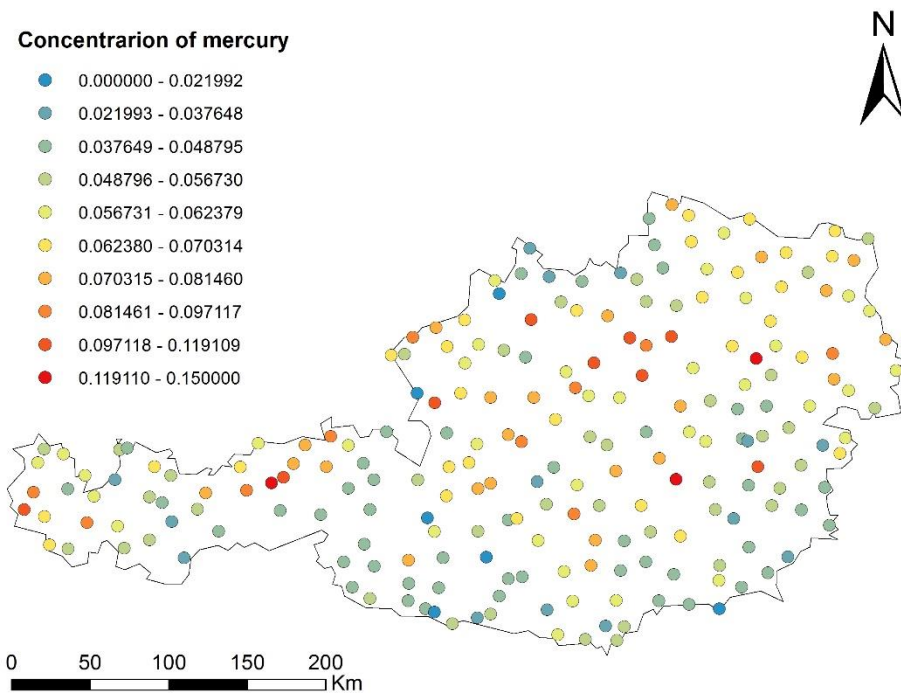 N
Concentrarion of mercury
0.000000 - 0.021992
0.021993 - 0.037648
0.037649 - 0.048795
0.048796 - 0.056730
0.056731 - 0.062379
0.062380 - 0.070314
0.070315 - 0.081460
0.081461 - 0.097117
0.097118 - 0.119109
0.119110 - 0.150000
0 50 100 150 200
Km